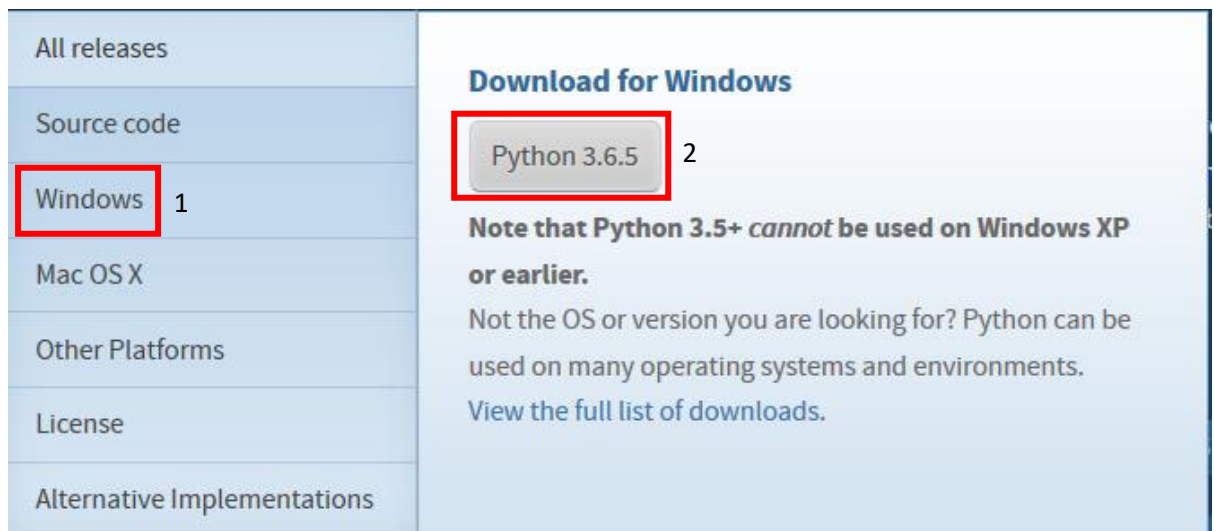 All releases
Source code
Windows
1
Mac OS X
Other Platforms
License
Alternative Implementations
Download for Windows
Python 3.6.5
2
Note that Python 3.5+ cannot be used on Windows XP
or earlier.
Not the OS or version you are looking for? Python can be
used on many operating systems and environments.
View the full list of downloads.